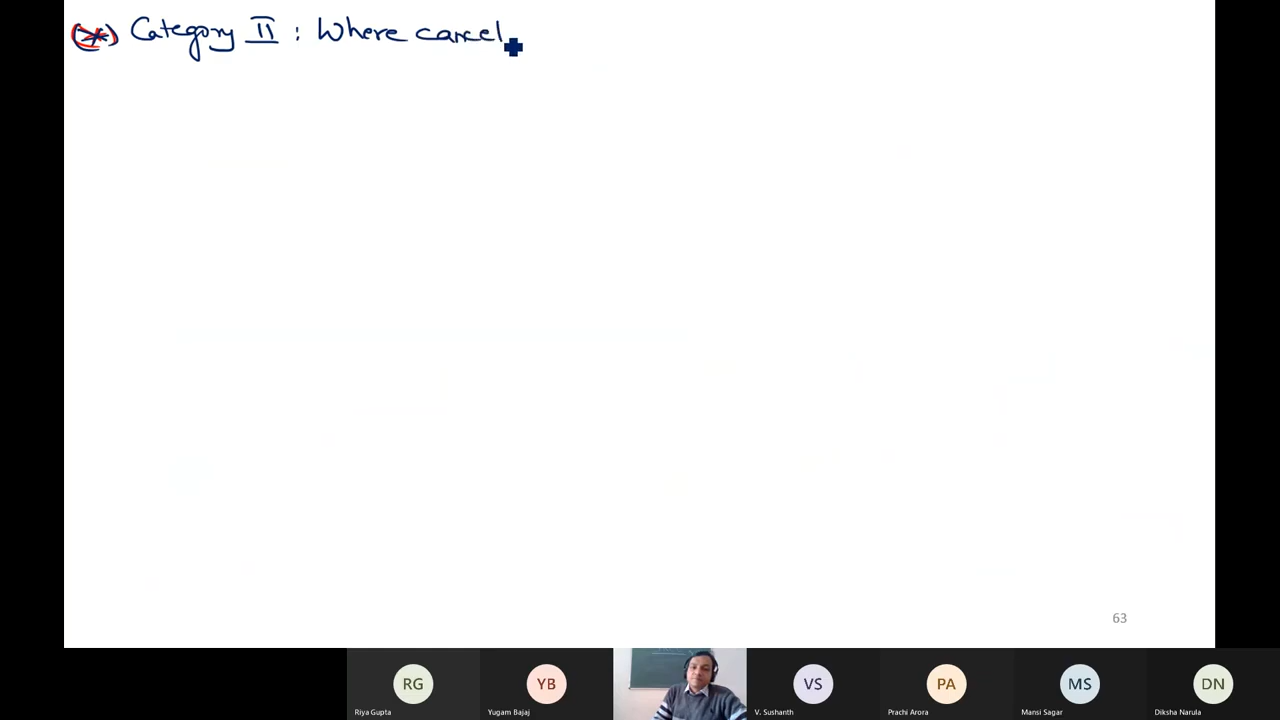 (*) Category II : Where cancel
63
RG YB VS PA MS DN
Riya Gupta Yugam Bajaj V. Sushanth Prachi Arora Mansi Sagar Diksha Narula